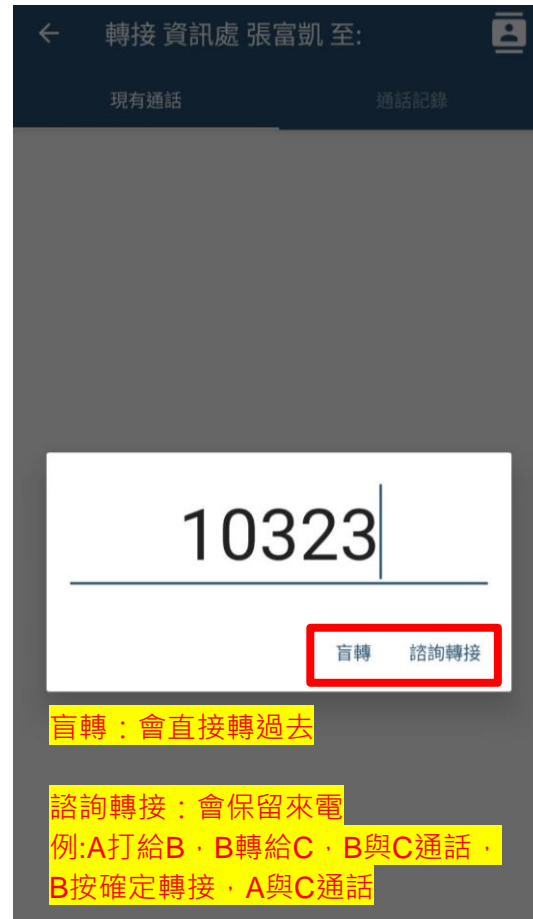 轉接 資訊處 張富凱 至:
現有通話 通話記錄
10323
盲轉 諮詢轉接
盲轉：會直接轉過去
諮詢轉接：會保留來電
例:A打給B，B轉給C，B與C通話，
B按確定轉接，A與C通話